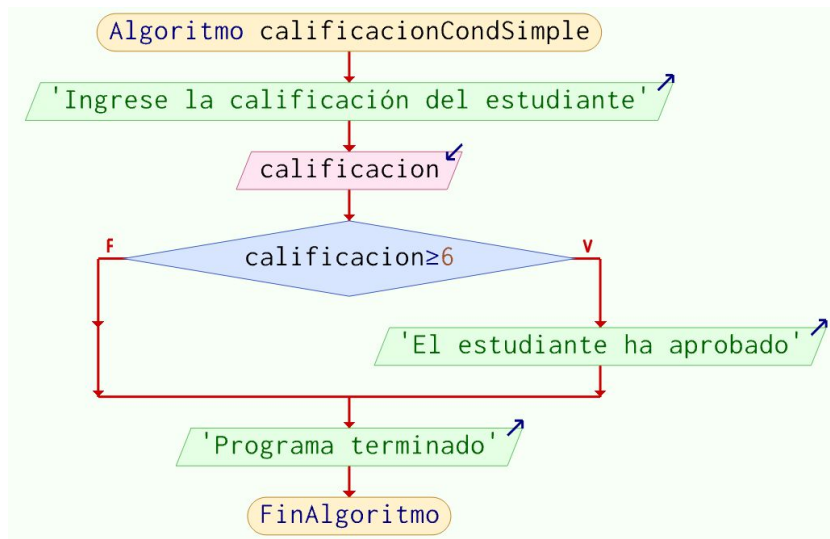 Algoritmo calificacionCondSimple
'Ingrese la calificación del estudiante'
calificacion
calificacion≥6
F
V
'El estudiante ha aprobado'
'Programa terminado'
FinAlgoritmo